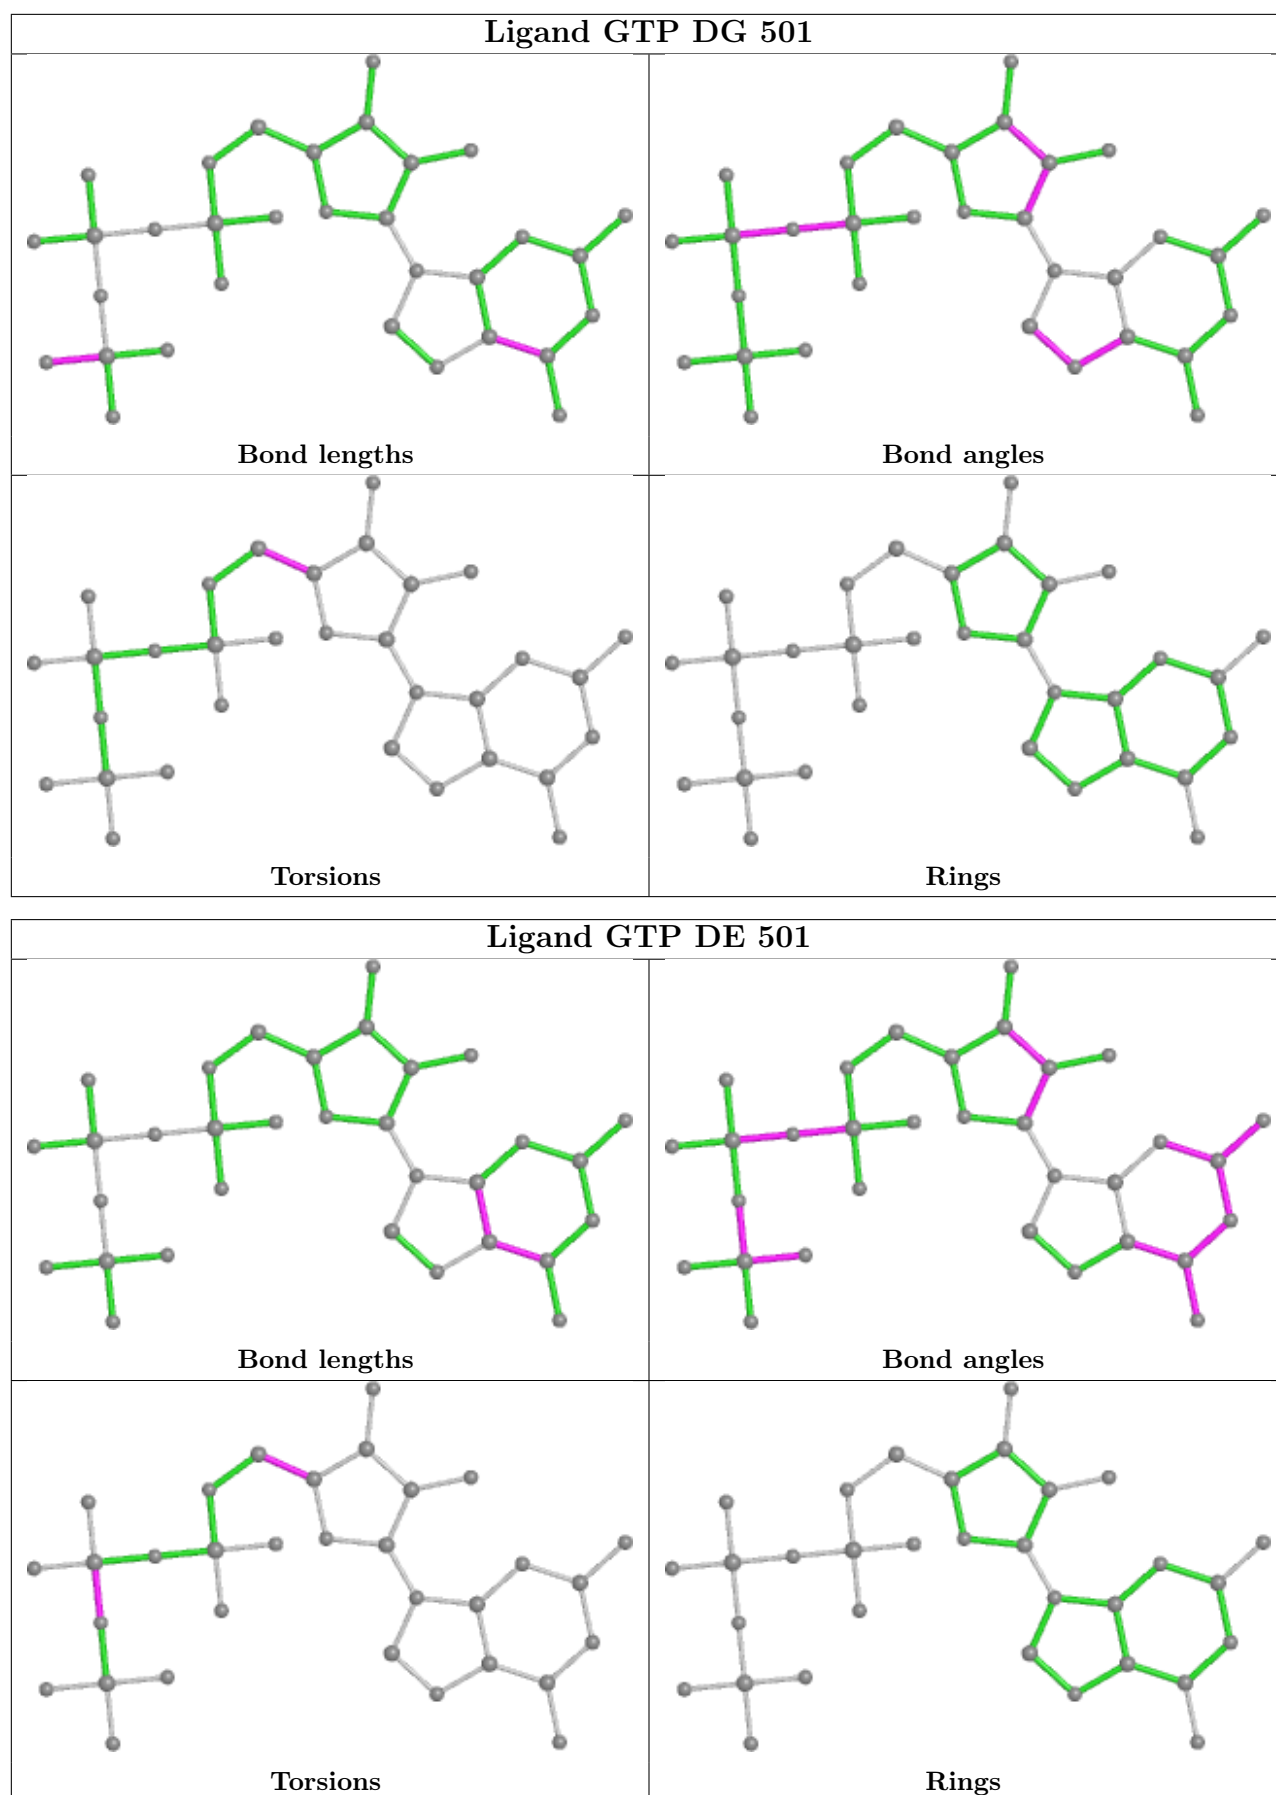 Ligand GTP DG 501
Bond lengths
Bond angles
Torsions
Rings
Ligand GTP DE 501
Bond lengths
Bond angles
Torsions
Rings